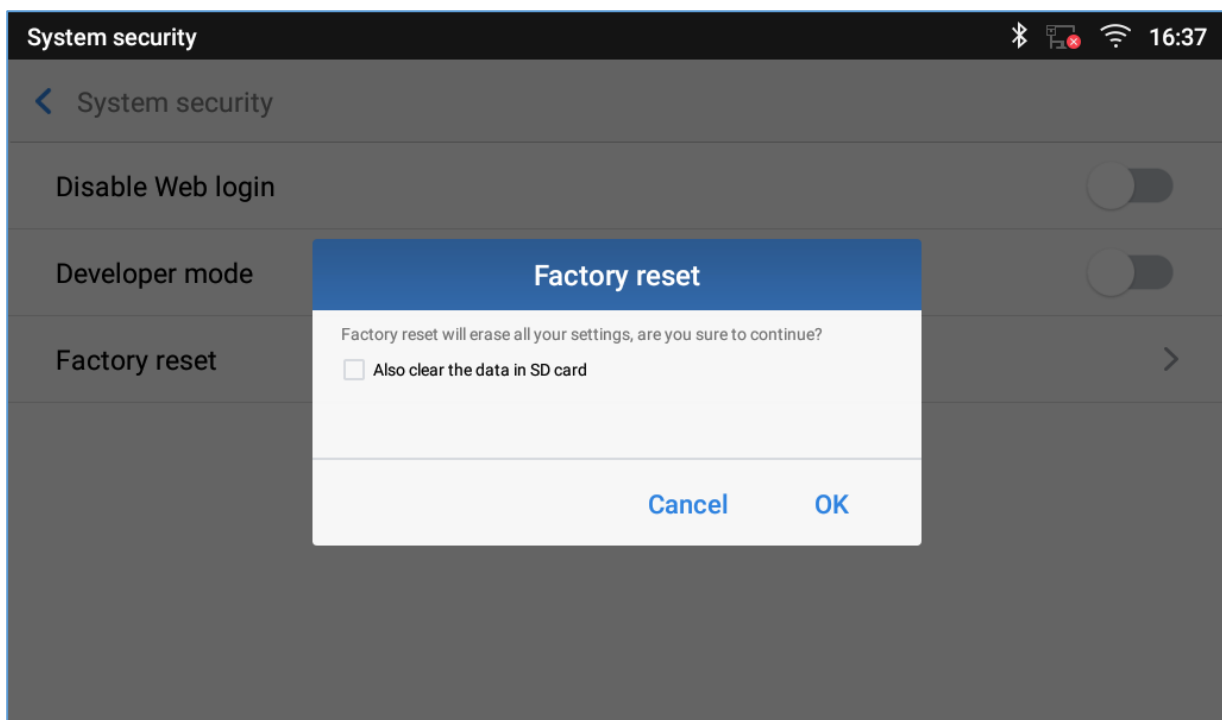 System security 16:37
System security
Disable Web login
Developer mode
Factory reset
Factory reset
Factory reset will erase all your settings, are you sure to continue?
Also clear the data in SD card
Cancel OK